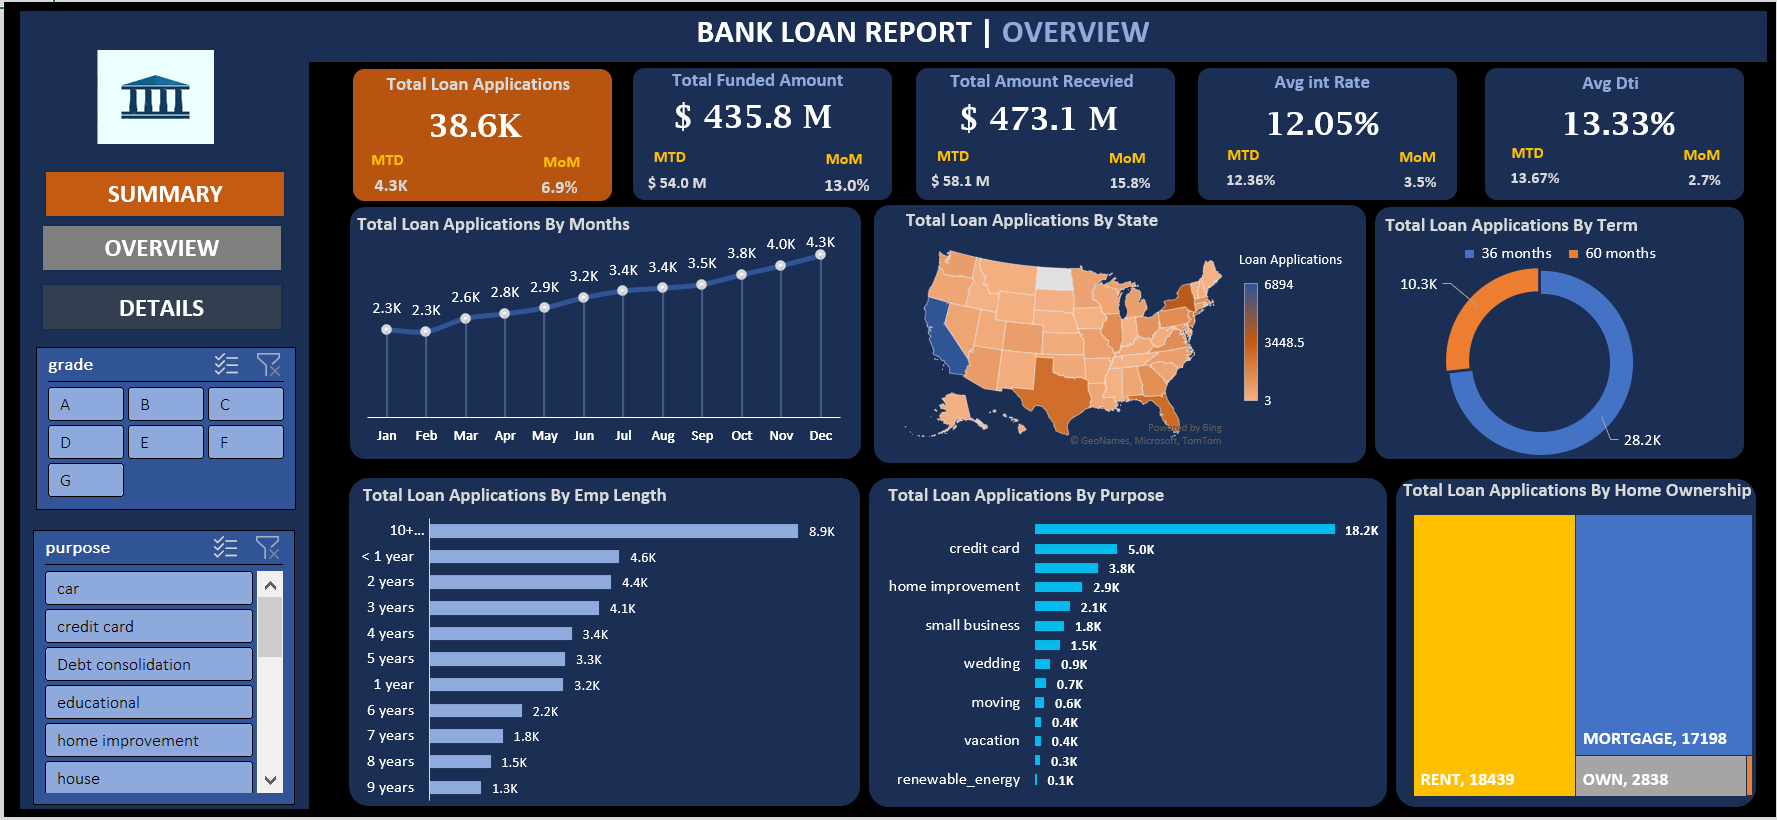 BANK LOAN REPORT | OVERVIEW
SUMMARY
OVERVIEW
DETAILS
grade
A B C
D E F
G
purpose
car
credit card
Debt consolidation
educational
home improvement
house
Total Loan Applications
38.6K
MTD MoM
4.3K 6.9%
Total Funded Amount
$ 435.8 M
MTD MoM
$ 54.0 M 13.0%
Total Amount Recevied
$ 473.1 M
MTD MoM
$ 58.1 M 15.8%
Avg int Rate
12.05%
MTD MoM
12.36% 3.5%
Avg Dti
13.33%
MTD MoM
13.67% 2.7%
Total Loan Applications By Months
2.3K 2.3K 2.6K 2.8K 2.9K 3.2K 3.4K 3.4K 3.5K 3.8K 4.0K 4.3K
Jan Feb Mar Apr May Jun Jul Aug Sep Oct Nov Dec
Total Loan Applications By State
Loan Applications
6894
3448.5
3
Powered by Bing
© GeoNames, Microsoft, TomTom
Total Loan Applications By Term
36 months 60 months
10.3K
28.2K
Total Loan Applications By Emp Length
10+... 8.9K
< 1 year 4.6K
2 years 4.4K
3 years 4.1K
4 years 3.4K
5 years 3.3K
1 year 3.2K
6 years 2.2K
7 years 1.8K
8 years 1.5K
9 years 1.3K
Total Loan Applications By Purpose
18.2K
credit card 5.0K
3.8K
home improvement 2.9K
2.1K
small business 1.8K
1.5K
wedding 0.9K
0.7K
moving 0.6K
0.4K
vacation 0.4K
0.3K
renewable_energy 0.1K
Total Loan Applications By Home Ownership
MORTGAGE, 17198
RENT, 18439
OWN, 2838